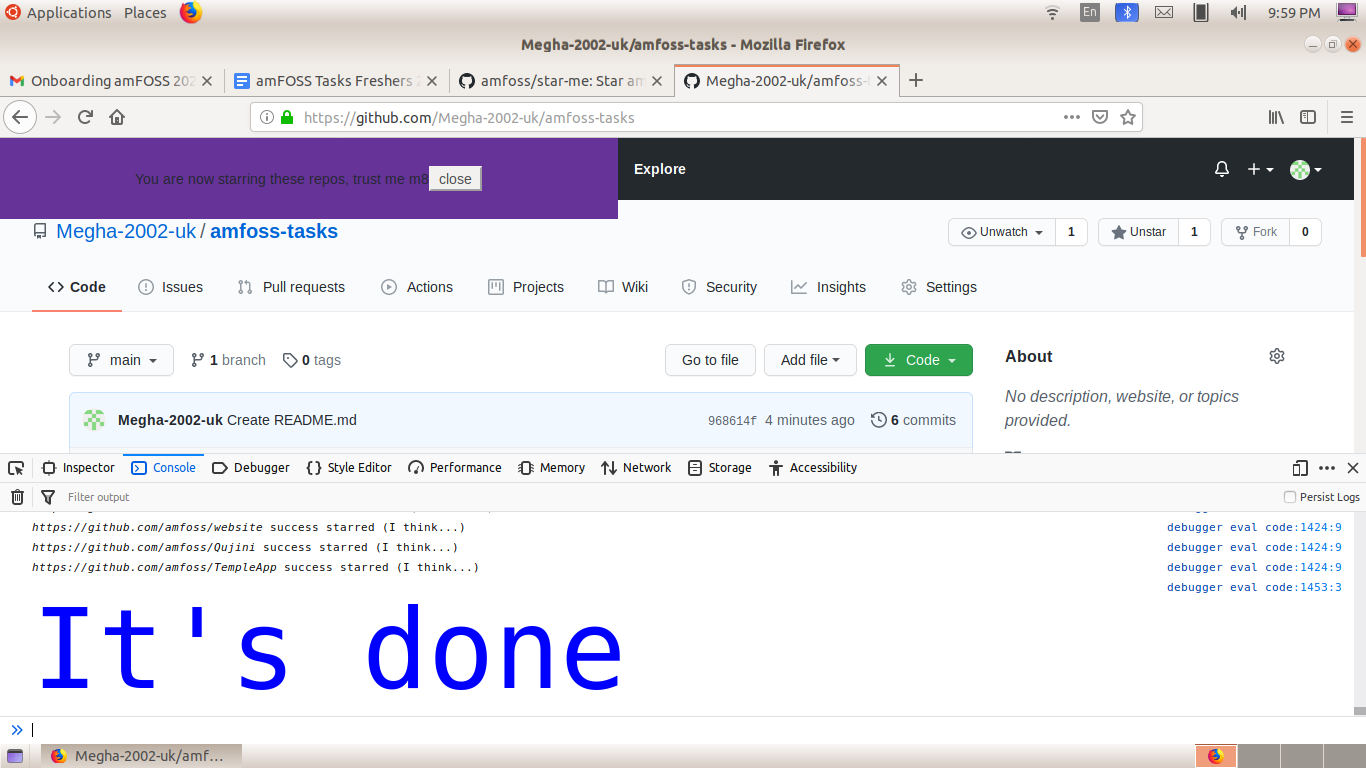 Applications Places En 9:59 PM
Megha-2002-uk/amfoss-tasks - Mozilla Firefox
Onboarding amFOSS 202 amFOSS Tasks Freshers amfoss/star-me: Star am Megha-2002-uk/amfoss-
https://github.com/Megha-2002-uk/amfoss-tasks
You are now starring these repos, trust me m8 close Explore
Megha-2002-uk / amfoss-tasks Unwatch 1 Unstar 1 Fork 0
Code Issues Pull requests Actions Projects Wiki Security Insights Settings
main 1 branch 0 tags Go to file Add file Code About
No description, website, or topics
provided.
Megha-2002-uk Create README.md 968614f 4 minutes ago 6 commits
Inspector Console Debugger Style Editor Performance Memory Network Storage Accessibility
Filter output Persist Logs
https://github.com/amfoss/website success starred (I think...) debugger eval code:1424:9
https://github.com/amfoss/Qujini success starred (I think...) debugger eval code:1424:9
https://github.com/amfoss/TempleApp success starred (I think...) debugger eval code:1424:9
debugger eval code:1453:3
It's done
Megha-2002-uk/amf...